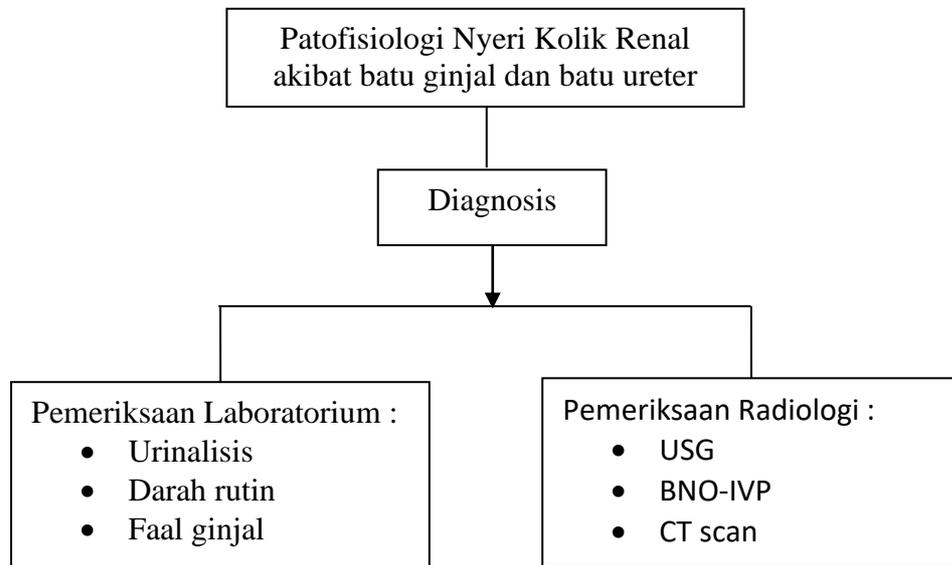 Patofisiologi Nyeri Kolik Renal
akibat batu ginjal dan batu ureter
Diagnosis
Pemeriksaan Laboratorium :
• Urinalisis
• Darah rutin
• Faal ginjal
Pemeriksaan Radiologi :
• USG
• BNO-IVP
• CT scan